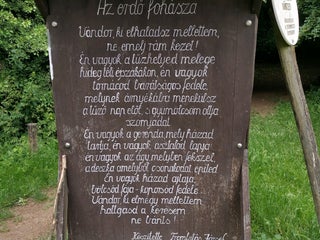 Az erdő fohásza
Vándor, ki elhaladsz mellettem,
ne emelj rám kezet!
Én vagyok a tűzhelyed melege
hideg téli éjszakákon, én vagyok
tornácod barátságos fedele,
melynek árnyékába menekülsz
a tűző nap elől, s gyümölcsöm oltja
szomjadat.
Én vagyok a gerenda, mely házad
tartja, én vagyok asztalod lapja
én vagyok az ágy melyben fekszel,
a deszka amelyből csónakodat építed
Én vagyok házad ajtaja,
bölcsőd fája - koporsód fedele.
Vándor ki elmégy mellettem
hallgasd a kérésem
ne bánts!
Készítette
József